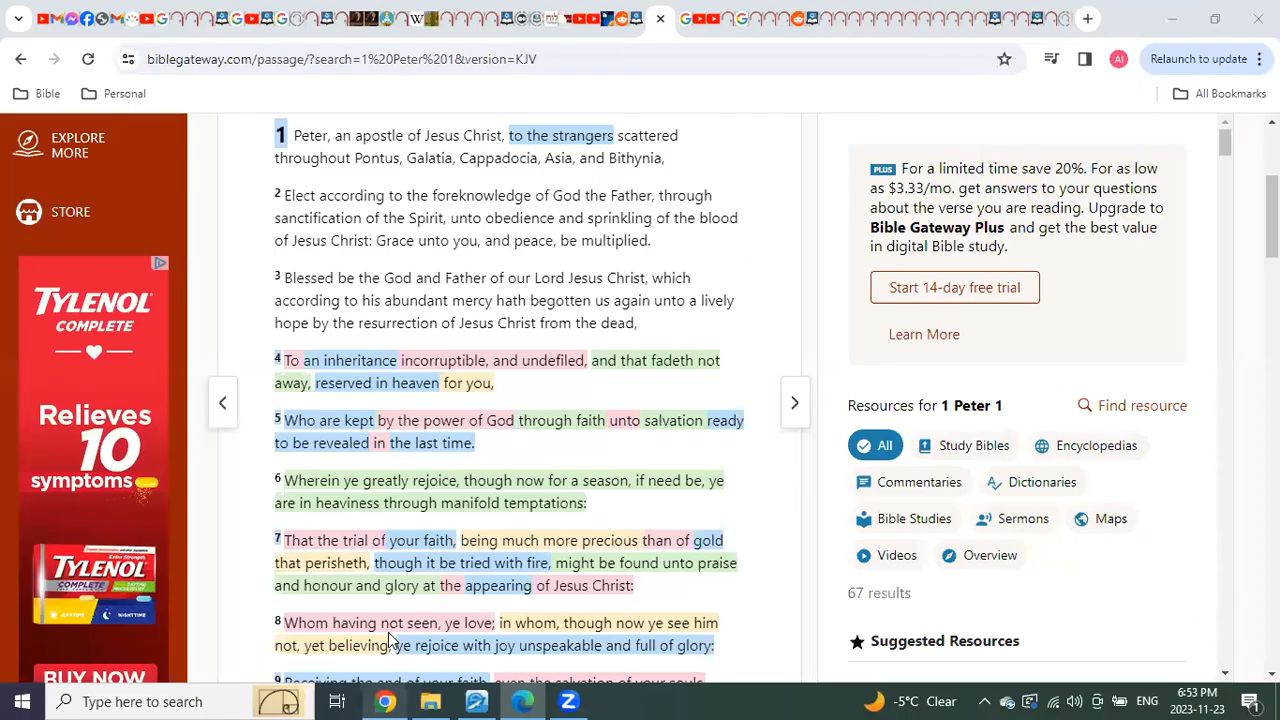 biblegateway.com/passage/?search=1%20Peter%201&version=KJV
AI
Relaunch to update
Bible
Personal
All Bookmarks
EXPLORE
MORE
STORE
TYLENOL
COMPLETE
Relieves
10
symptoms
TYLENOL
COMPLETE
BUY NOW
1 Peter, an apostle of Jesus Christ, to the strangers scattered
throughout Pontus, Galatia, Cappadocia, Asia, and Bithynia,
2 Elect according to the foreknowledge of God the Father, through
sanctification of the Spirit, unto obedience and sprinkling of the blood
of Jesus Christ: Grace unto you, and peace, be multiplied.
3 Blessed be the God and Father of our Lord Jesus Christ, which
according to his abundant mercy hath begotten us again unto a lively
hope by the resurrection of Jesus Christ from the dead,
4 To an inheritance incorruptible, and undefiled, and that fadeth not
away, reserved in heaven for you,
5 Who are kept by the power of God through faith unto salvation ready
to be revealed in the last time.
6 Wherein ye greatly rejoice, though now for a season, if need be, ye
are in heaviness through manifold temptations:
7 That the trial of your faith, being much more precious than of gold
that perisheth, though it be tried with fire, might be found unto praise
and honour and glory at the appearing of Jesus Christ:
8 Whom having not seen, ye love; in whom, though now ye see him
not, yet believing, ye rejoice with joy unspeakable and full of glory:
9 Receiving the end of your faith, even the salvation of your souls.
PLUS For a limited time save 20%. For as low
as $3.33/mo. get answers to your questions
about the verse you are reading. Upgrade to
Bible Gateway Plus and get the best value
in digital Bible study.
Start 14-day free trial
Learn More
Resources for 1 Peter 1 Find resource
All Study Bibles Encyclopedias
Commentaries Dictionaries
Bible Studies Sermons Maps
Videos Overview
67 results
Suggested Resources
Type here to search
-5°C Clear
ENG
6:53 PM
2023-11-23